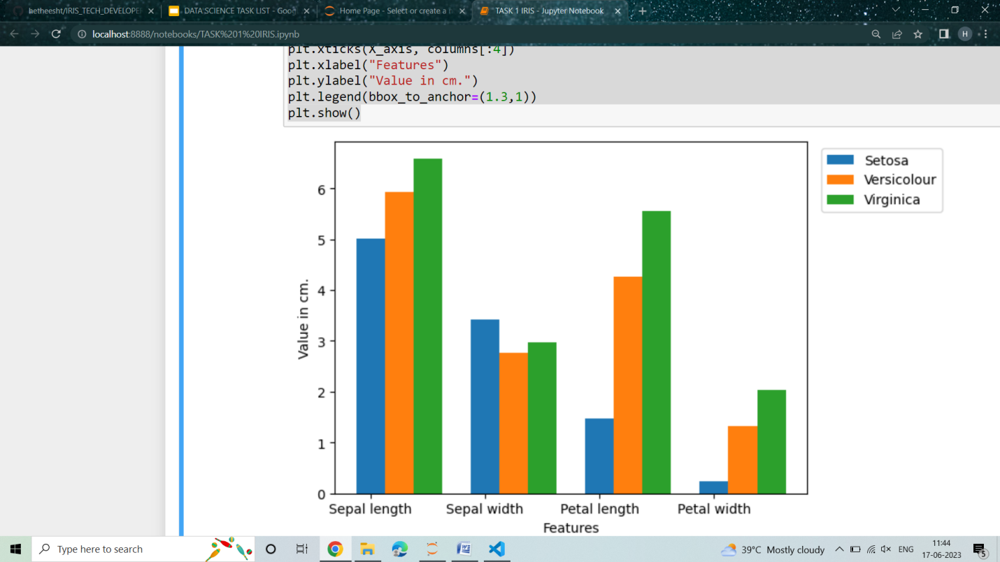 hetheesht/IRIS_TECH_DEVELOPE
DATA SCIENCE TASK LIST - Goog
Home Page - Select or create a
TASK 1 IRIS - Jupyter Notebook
localhost:8888/notebooks/TASK%201%20IRIS.ipynb
H
plt.xticks(X_axis, columns[:4])
plt.xlabel("Features")
plt.ylabel("Value in cm.")
plt.legend(bbox_to_anchor=(1.3,1))
plt.show()
Setosa
Versicolour
Virginica
6
5
4
3
2
1
0
Value in cm.
Sepal length
Sepal width
Petal length
Petal width
Features
Type here to search
39°C Mostly cloudy
ENG
11:44
17-06-2023
5